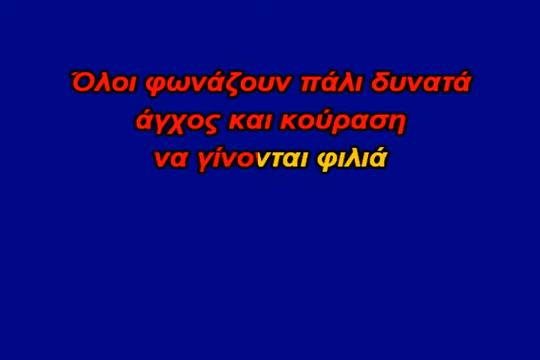 Όλοι φωνάζουν πάλι δυνατά
άγχος και κούραση
να γίνονται φιλιά